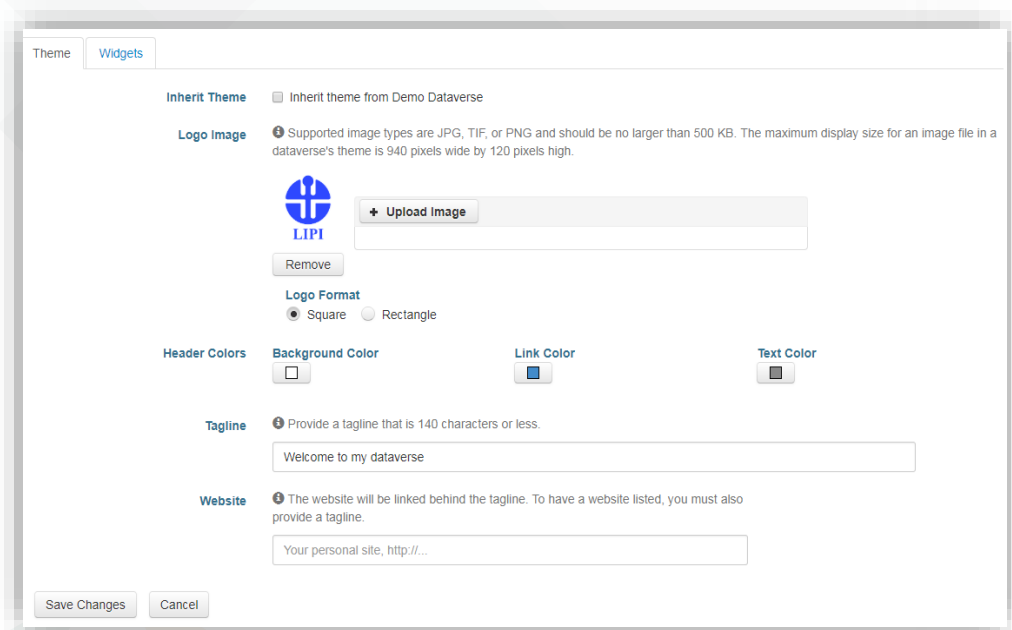 Theme Widgets
Inherit Theme Inherit theme from Demo Dataverse
Logo Image Supported image types are JPG, TIF, or PNG and should be no larger than 500 KB. The maximum display size for an image file in a
dataverse's theme is 940 pixels wide by 120 pixels high.
LIPI
+ Upload Image
Remove
Logo Format
Square Rectangle
Header Colors Background Color Link Color Text Color
Tagline Provide a tagline that is 140 characters or less.
Welcome to my dataverse
Website The website will be linked behind the tagline. To have a website listed, you must also
provide a tagline.
Your personal site, http://...
Save Changes Cancel